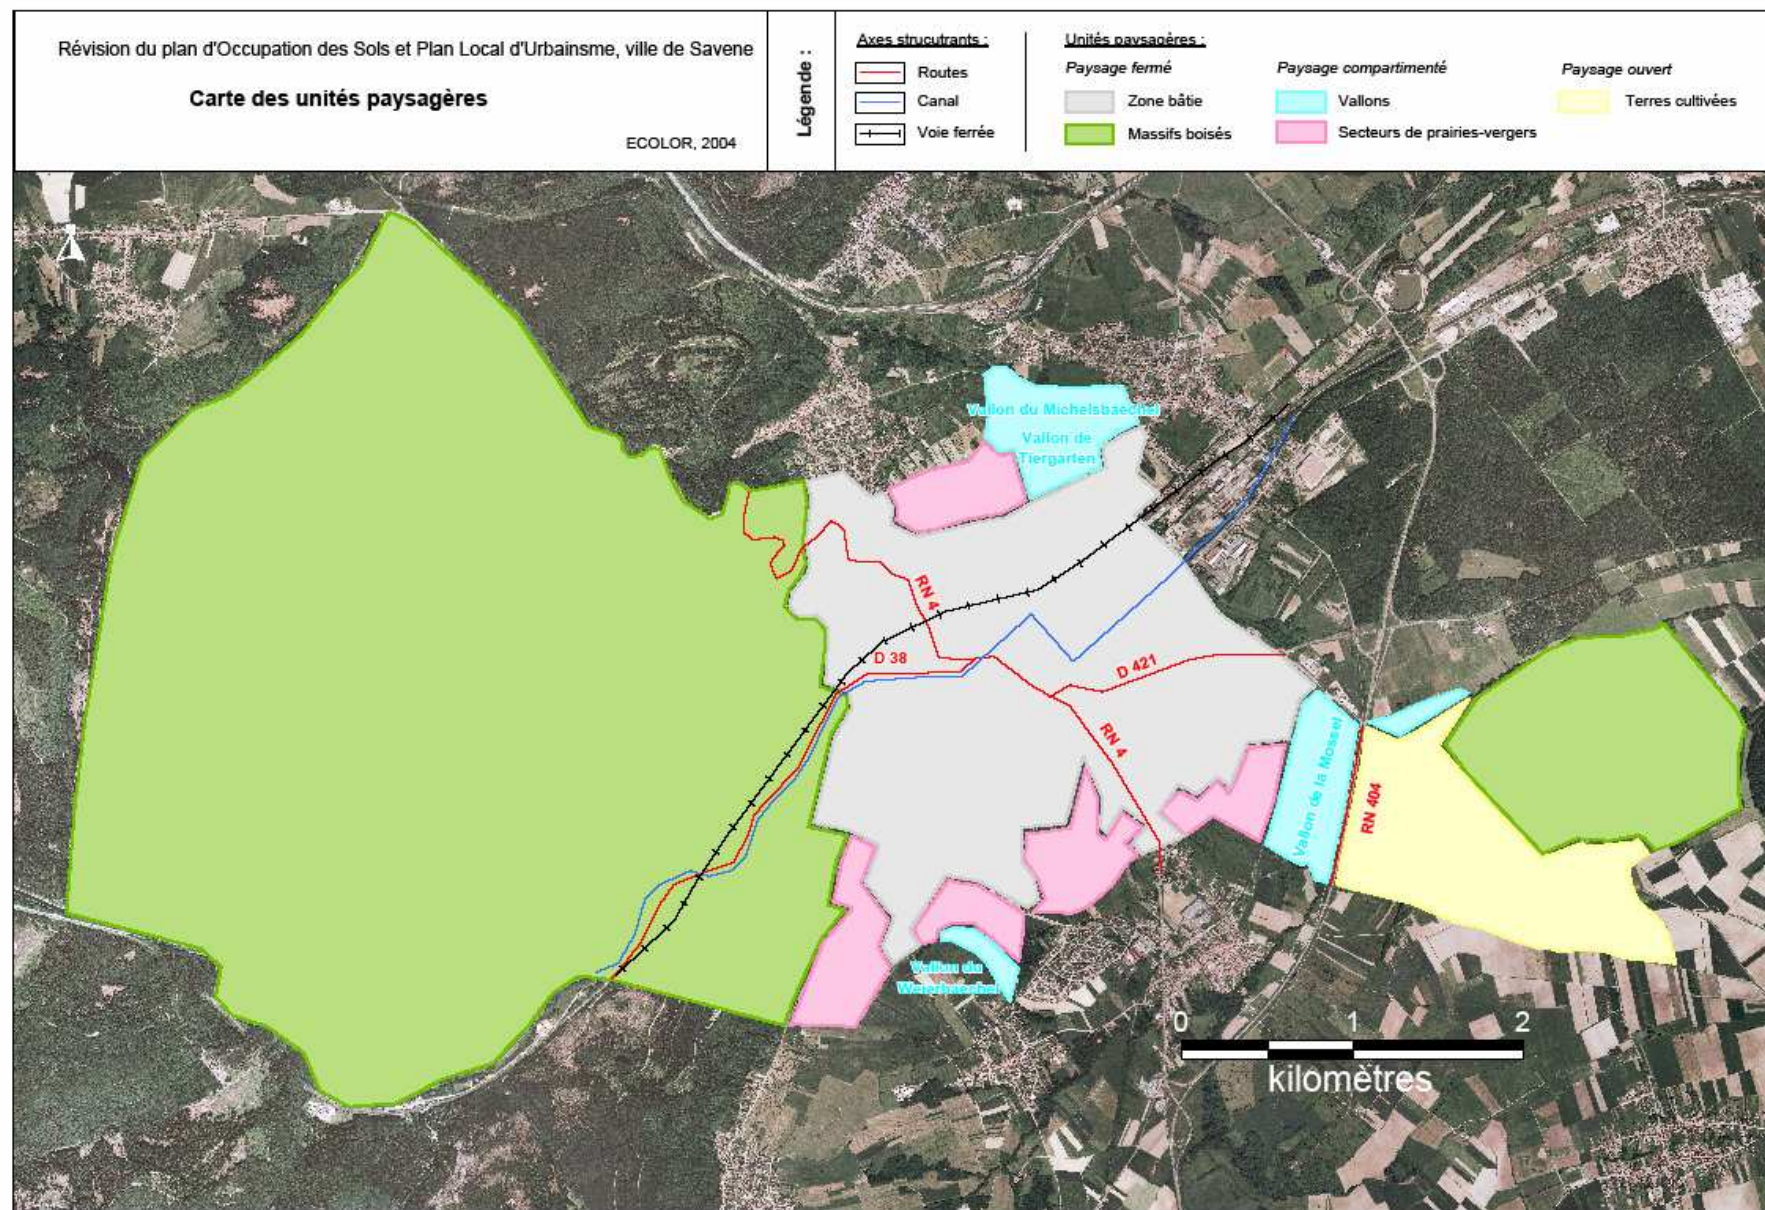 Révision du plan d'Occupation des Sols et Plan Local d'Urbainsme, ville de Savene
Carte des unités paysagères
ECOLOR, 2004
Légende :
Axes strucutrants :
Routes
Canal
Voie ferrée
Unités paysagères :
Paysage fermé
Zone bâtie
Massifs boisés
Paysage compartimenté
Vallons
Secteurs de prairies-vergers
Paysage ouvert
Terres cultivées
Vallon du Michelsbaechel
Vallon de
Tiergarten
RN 4
D 38
D 421
RN 4
Vallon de la Mossel
RN 404
Vallon du
Weierbaechel
0 1 2
kilomètres